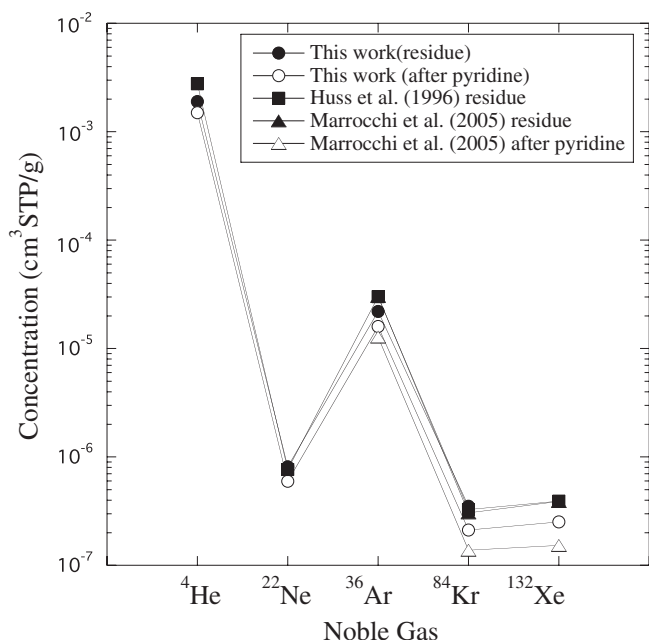 10⁻²
10⁻³
10⁻⁴
10⁻⁵
10⁻⁶
10⁻⁷
Concentration (cm³STP/g)
This work(residue)
This work (after pyridine)
Huss et al. (1996) residue
Marrocchi et al. (2005) residue
Marrocchi et al. (2005) after pyridine
⁴He ²²Ne ³⁶Ar ⁸⁴Kr ¹³²Xe
Noble Gas